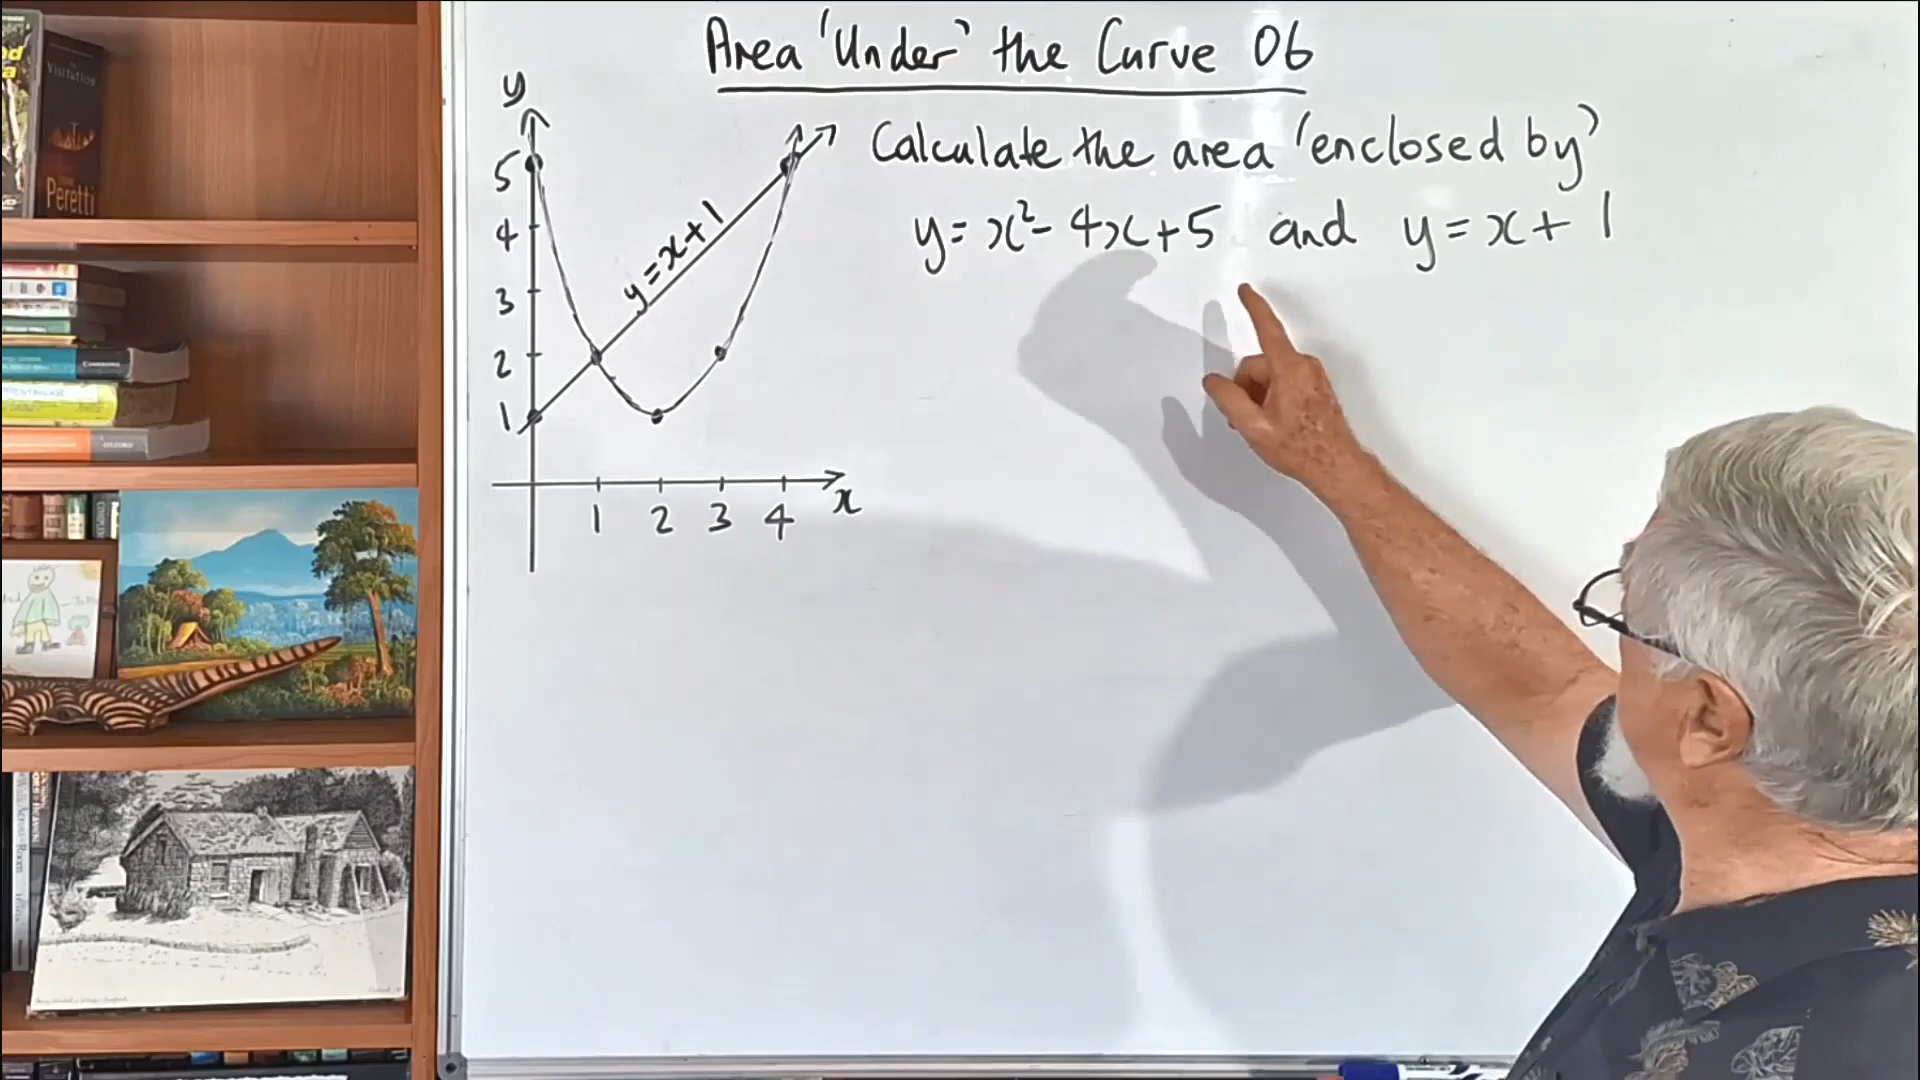 Area 'Under' the Curve 06
Calculate the area 'enclosed by'
y = x² - 4x + 5 and y = x + 1
y
5
4
3
2
1
y = x + 1
1 2 3 4
x
Visitation
Peretti